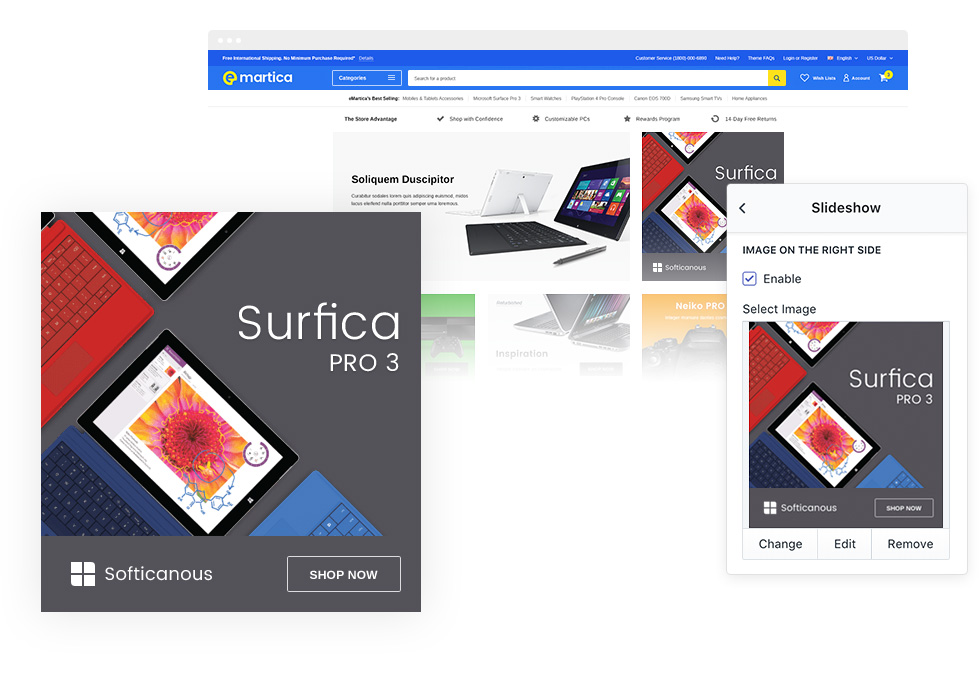 Free International Shipping. No Minimum Purchase Required* Details
Customer Service (1800)-000-6890 Need Help? Theme FAQs Login or Register English US Dollar
emartica
Categories
Search for a product
Wish Lists
Account
3
eMartica's Best Selling: Mobiles & Tablets Accessories Microsoft Surface Pro 3 Smart Watches PlayStation 4 Pro Console Canon EOS 700D Samsung Smart TVs Home Appliances
The Store Advantage Shop with Confidence Customizable PCs Rewards Program 14-Day Free Returns
Soliquem Duscipitor
Curabitur sodales lorem quis adipiscing euismod, metus
lacus eleifend nulla porttitor semper urna loremus.
Surfica
Softicanous
Inspiration
Neiko PRO
Surfica
PRO 3
Softicanous
SHOP NOW
Slideshow
IMAGE ON THE RIGHT SIDE
Enable
Select Image
Surfica
PRO 3
Softicanous
SHOP NOW
Change
Edit
Remove